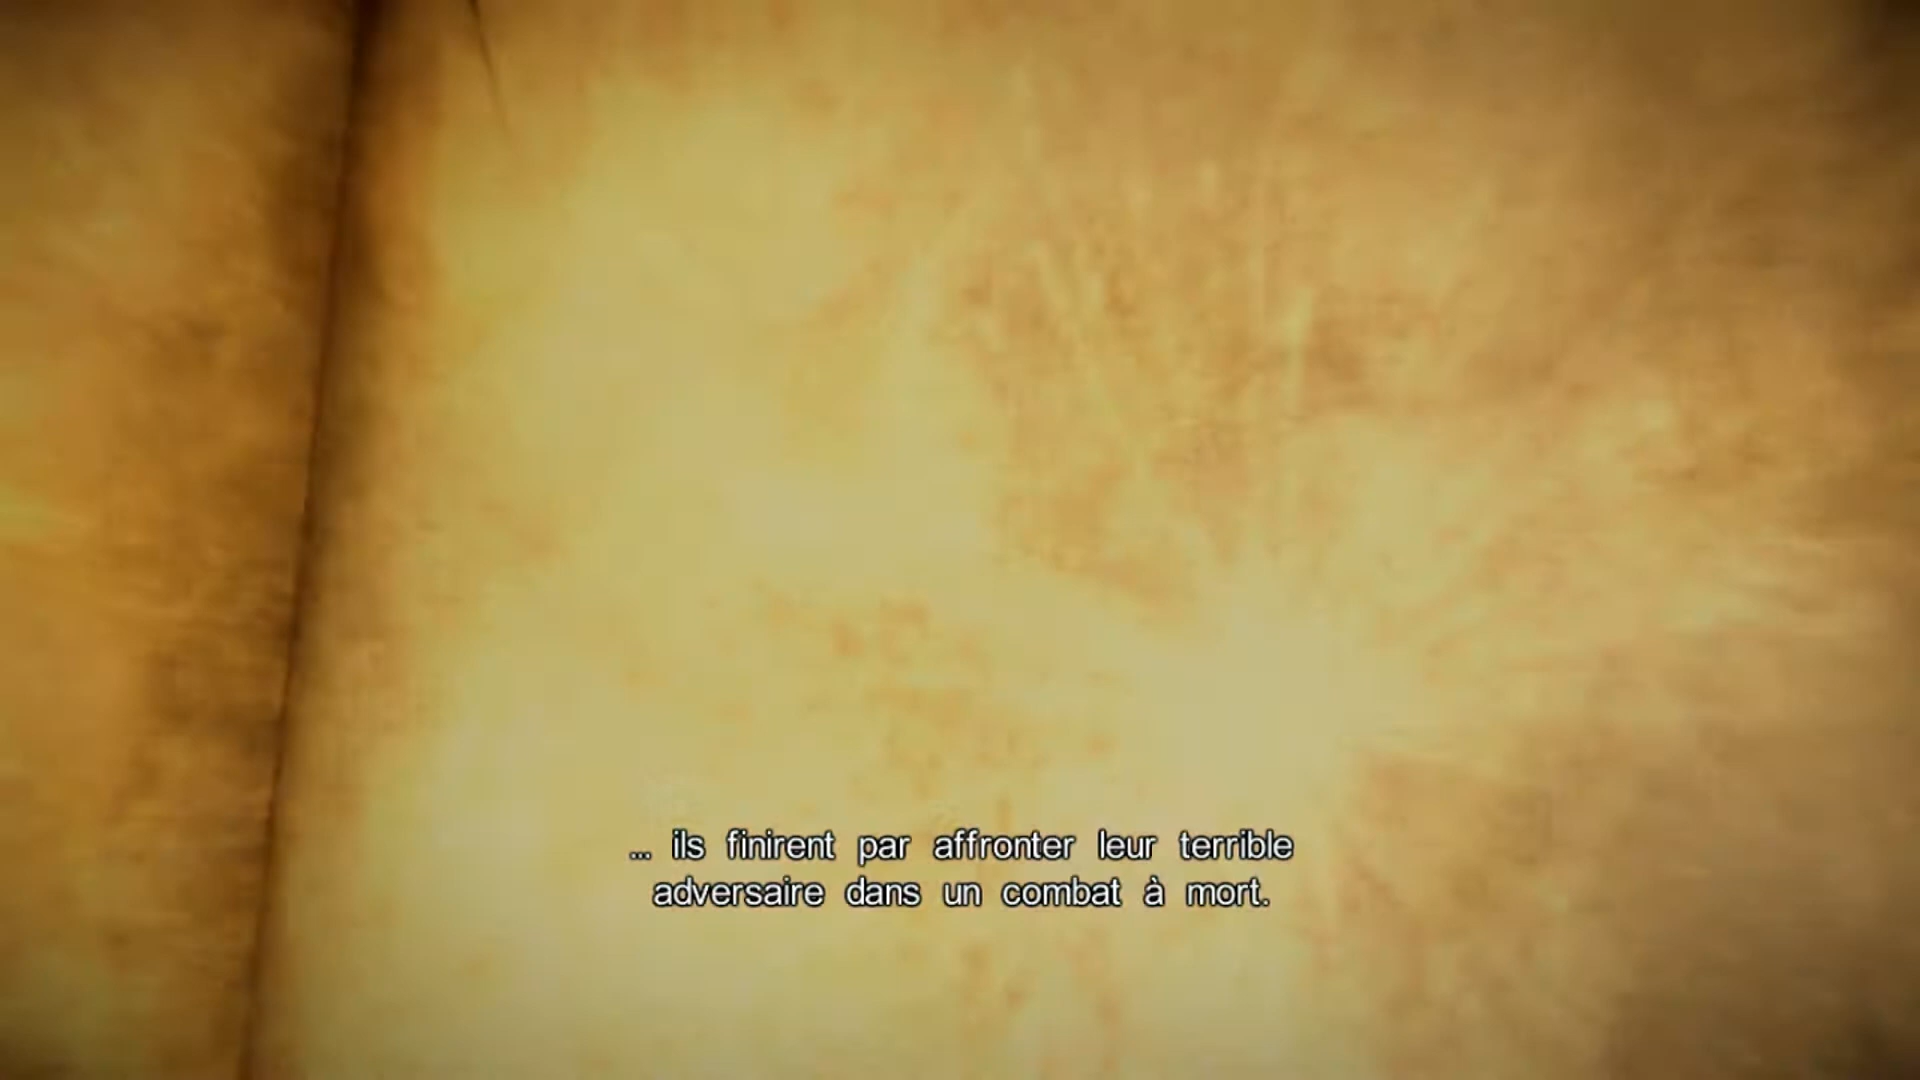 ... ils finirent par affronter leur terrible
adversaire dans un combat à mort.